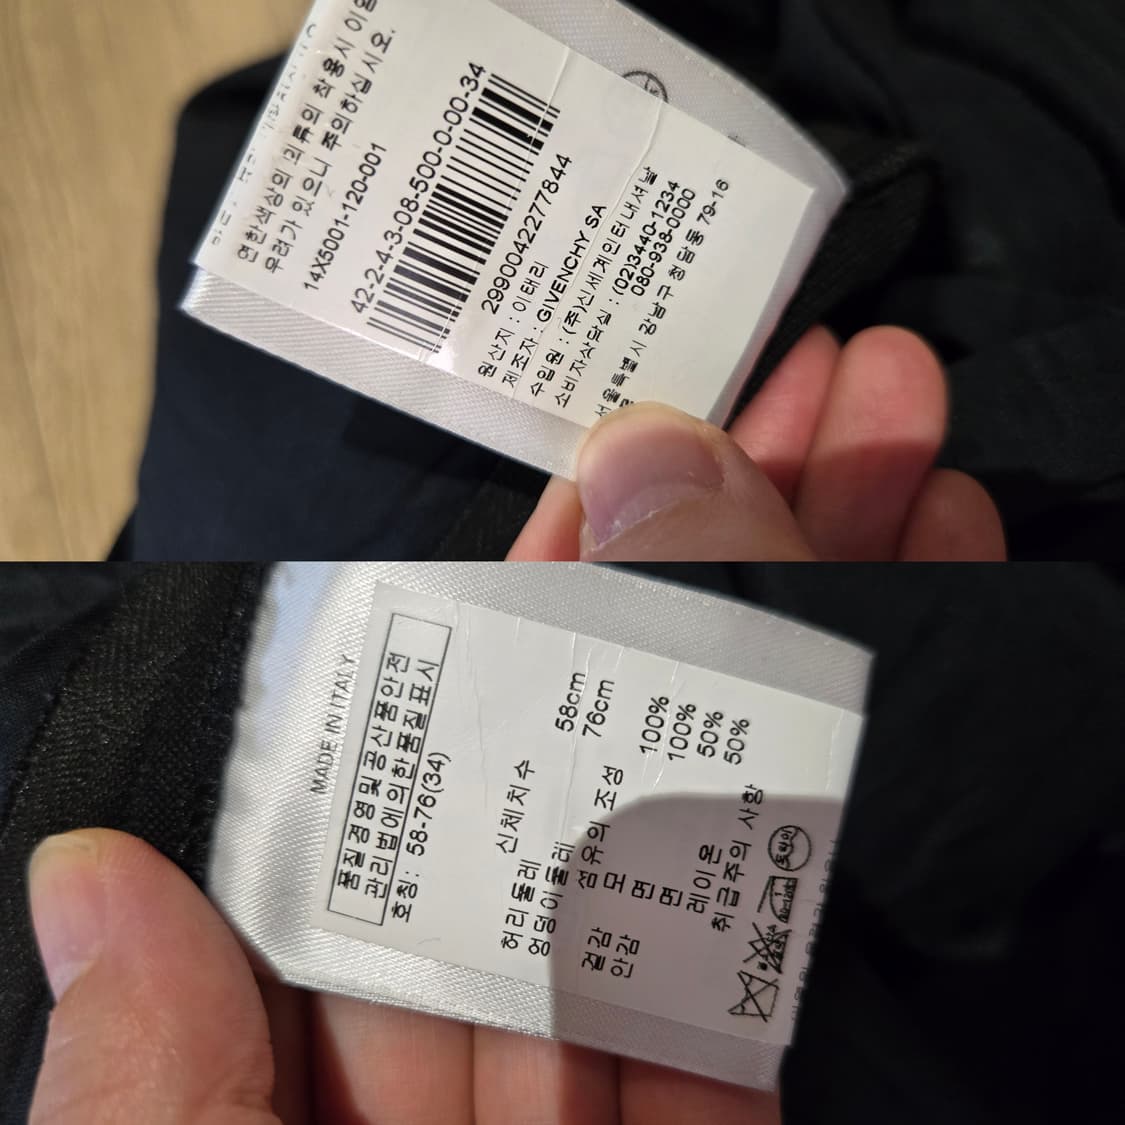 연한색상의 의류의 착용시 이염
우려가 있으니 주의하십시오.
14X5001-120-001
42-2-4-3-08-500-0-00-34
2990042277844
원산지 : 이태리
제조자 : GIVENCHY SA
수입원 : (주)신세계인터내셔날
소비자상담실 : (02)3440-1234
080-938-0000
서울특별시 강남구 청담동 79-16
MADE IN ITALY
품질경영및공산품안전
관리법에의한품질표시
호칭: 58-76(34)
신체치수
허리둘레 58cm
엉덩이둘레 76cm
섬유의 조성
겉감 모 100%
안감 면 100%
면 50%
레이온 50%
취급주의 사항
드라이